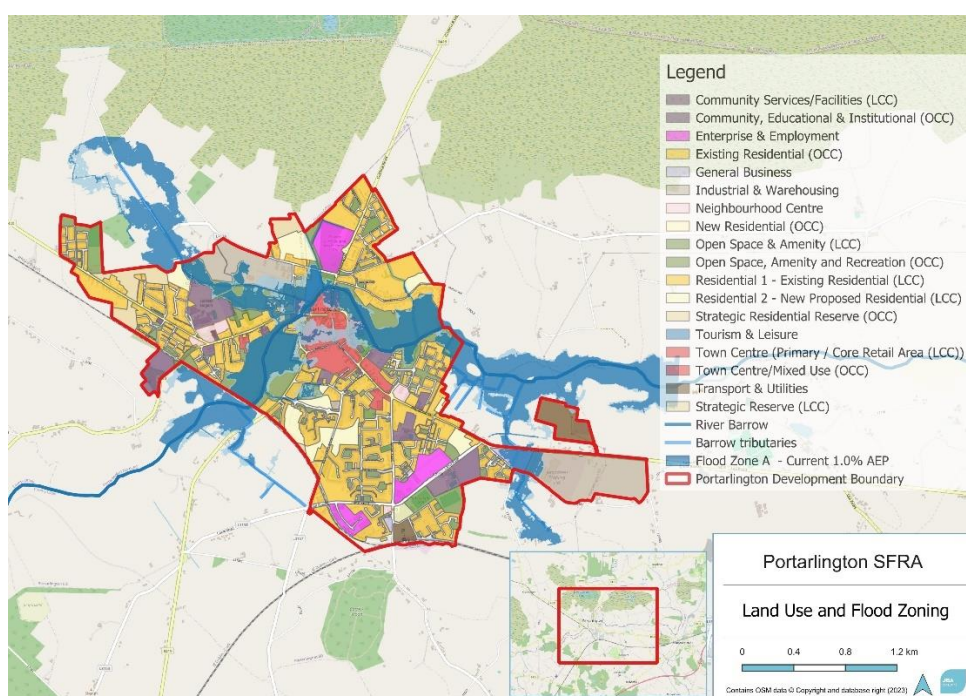 Legend
Community Services/Facilities (LCC)
Community, Educational & Institutional (OCC)
Enterprise & Employment
Existing Residential (OCC)
General Business
Industrial & Warehousing
Neighbourhood Centre
New Residential (OCC)
Open Space & Amenity (LCC)
Open Space, Amenity and Recreation (OCC)
Residential 1 - Existing Residential (LCC)
Residential 2 - New Proposed Residential (LCC)
Strategic Residential Reserve (OCC)
Tourism & Leisure
Town Centre (Primary / Core Retail Area (LCC))
Town Centre/Mixed Use (OCC)
Transport & Utilities
Strategic Reserve (LCC)
River Barrow
Barrow tributaries
Flood Zone A - Current 1.0% AEP
Portarlington Development Boundary
Portarlington SFRA
Land Use and Flood Zoning
0 0.4 0.8 1.2 km
Contains OSM data © Copyright and database right (2023)
JBA